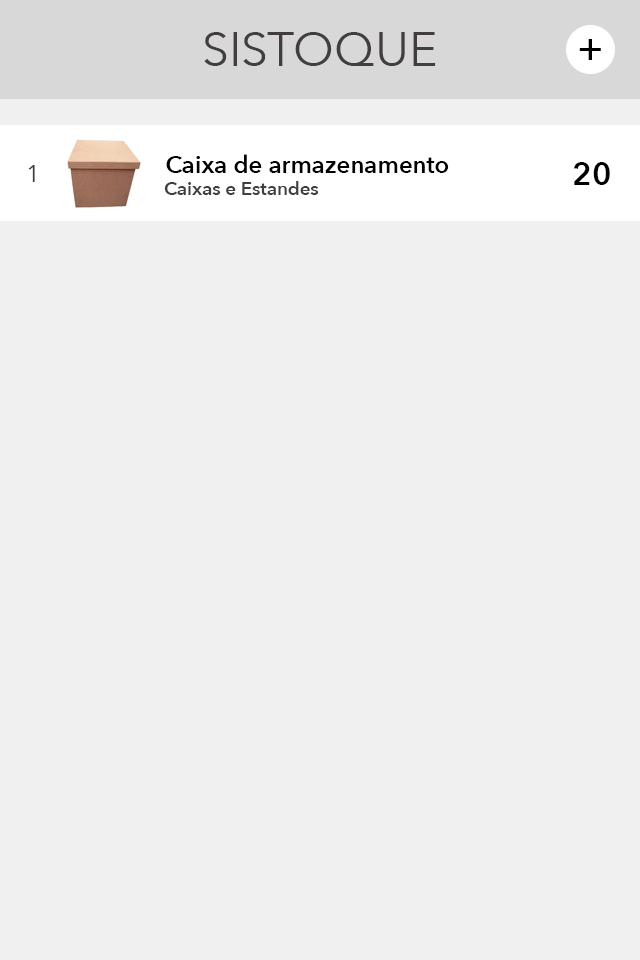 SISTOQUE
+
1
Caixa de armazenamento
Caixas e Estandes
20